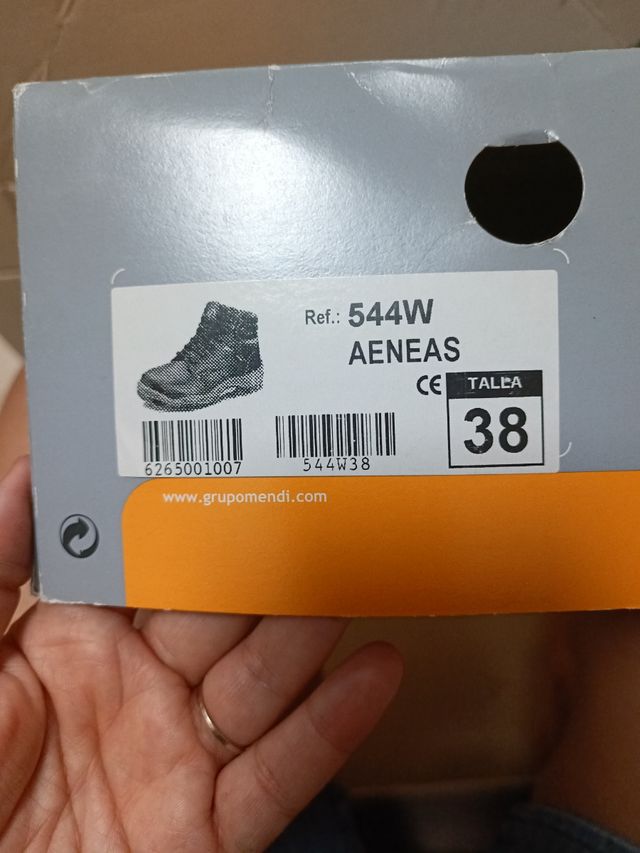 Ref.: 544W
AENEAS
CE TALLA
38
6265001007
544W38
www.grupomendi.com